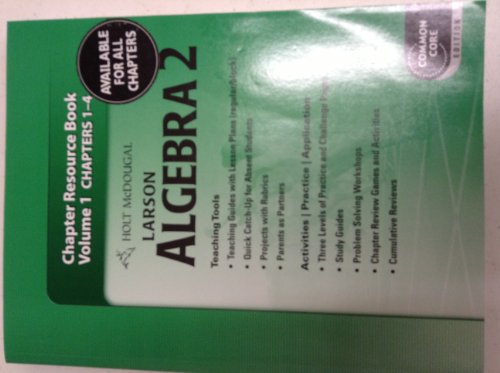 Chapter Resource Book
Volume 1 CHAPTERS 1–4
AVAILABLE
FOR ALL
CHAPTERS
HOLT McDOUGAL
LARSON
ALGEBRA 2
COMMON
CORE
EDITION
Teaching Tools
• Teaching Guides with Lesson Plans (regular/block)
• Quick Catch-Up for Absent Students
• Projects with Rubrics
• Parents as Partners
Activities | Practice | Application
• Three Levels of Practice and Challenge
• Study Guides
• Problem Solving Workshops
• Chapter Review Games and Activities
• Cumulative Reviews